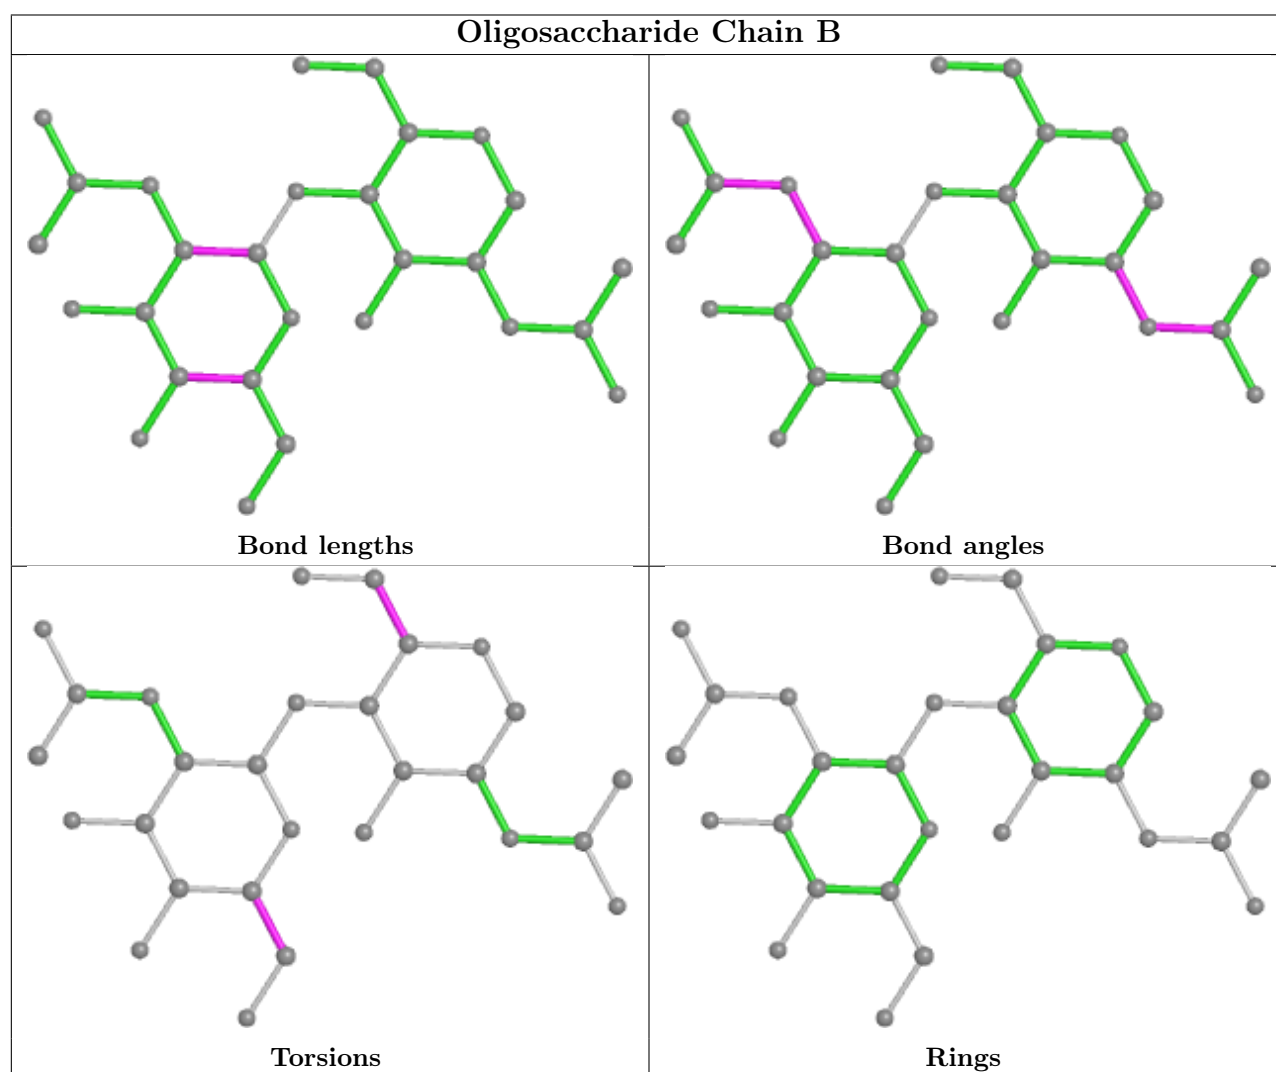 Oligosaccharide Chain B
Bond lengths
Bond angles
Torsions
Rings